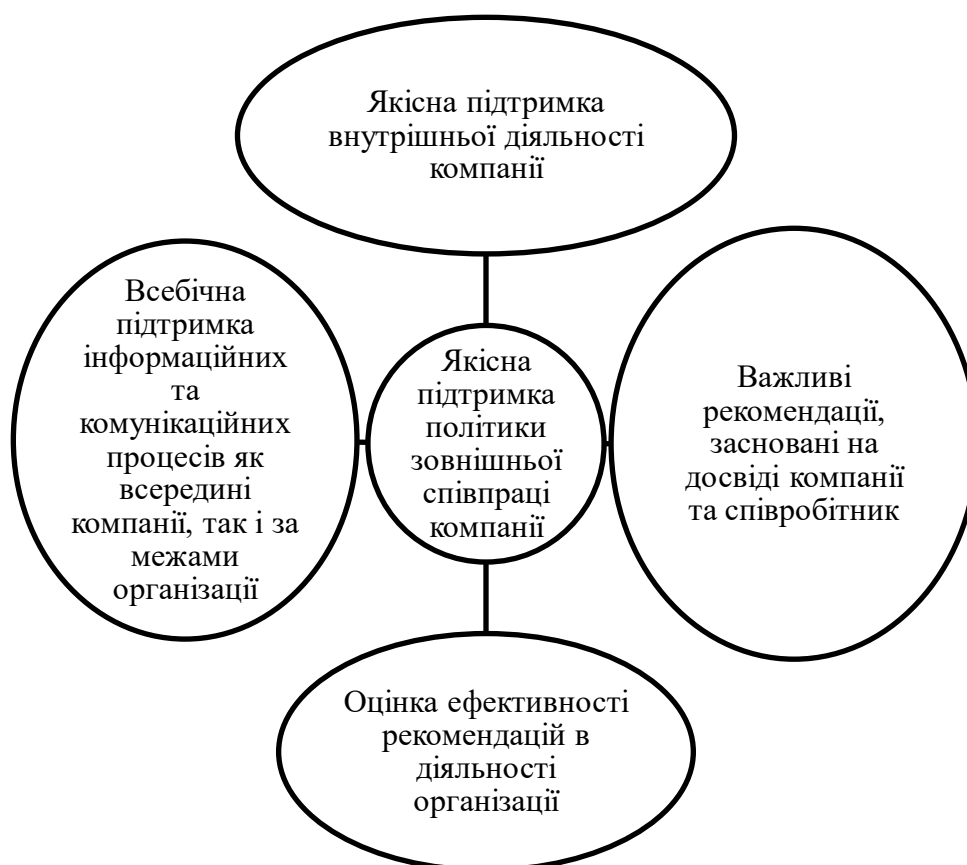 Якісна підтримка
внутрішньої діяльності
компанії
Всебічна
підтримка
інформаційних
та
комунікаційних
процесів як
всередині
компанії, так і за
межами
організації
Якісна
підтримка
політики
зовнішньої
співпраці
компанії
Важливі
рекомендації,
засновані на
досвіді компанії
та співробітник
Оцінка ефективності
рекомендацій в
діяльності
організації